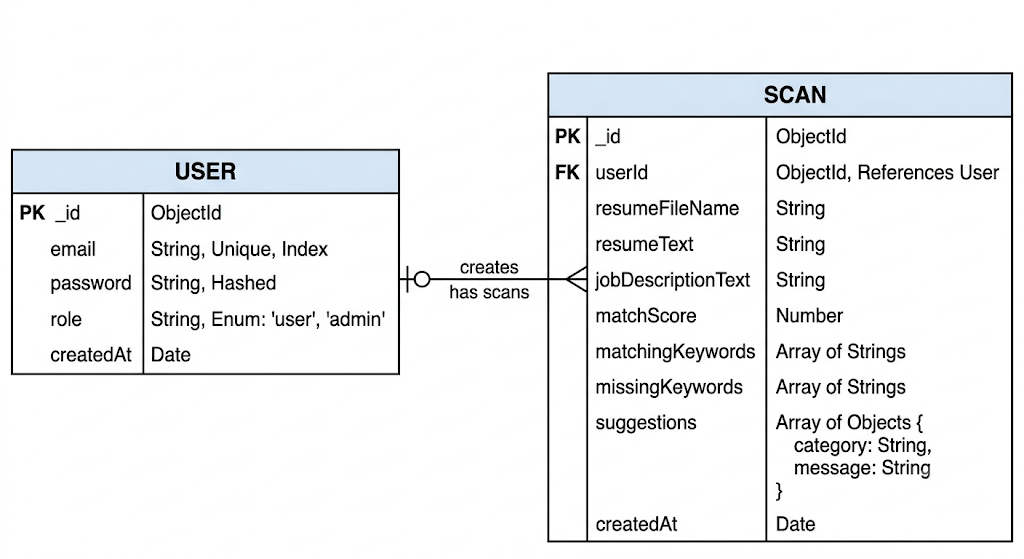 USER
PK _id ObjectId
email String, Unique, Index
password String, Hashed
role String, Enum: 'user', 'admin'
createdAt Date
creates
has scans
SCAN
PK _id ObjectId
FK userId ObjectId, References User
resumeFileName String
resumeText String
jobDescriptionText String
matchScore Number
matchingKeywords Array of Strings
missingKeywords Array of Strings
suggestions Array of Objects {
category: String,
message: String
}
createdAt Date